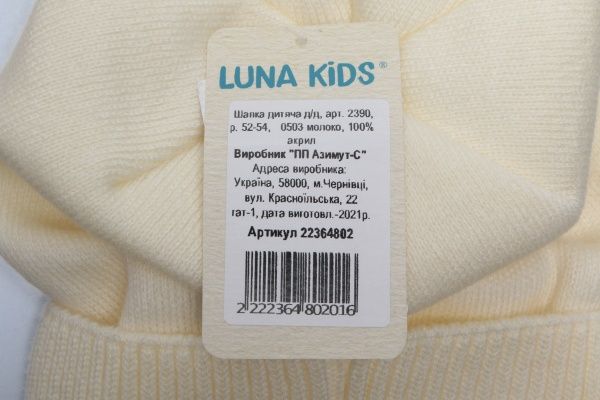 LUNA KiDS®
Шапка дитяча д/д, арт. 2390,
р. 52-54, 0503 молоко, 100%
акрил
Виробник "ПП Азимут-С"
Адреса виробника:
Україна, 58000, м.Чернівці,
вул. Красноїльська, 22
гат-1, дата виготовл.-2021р.
Артикул 22364802
2 222364 802016